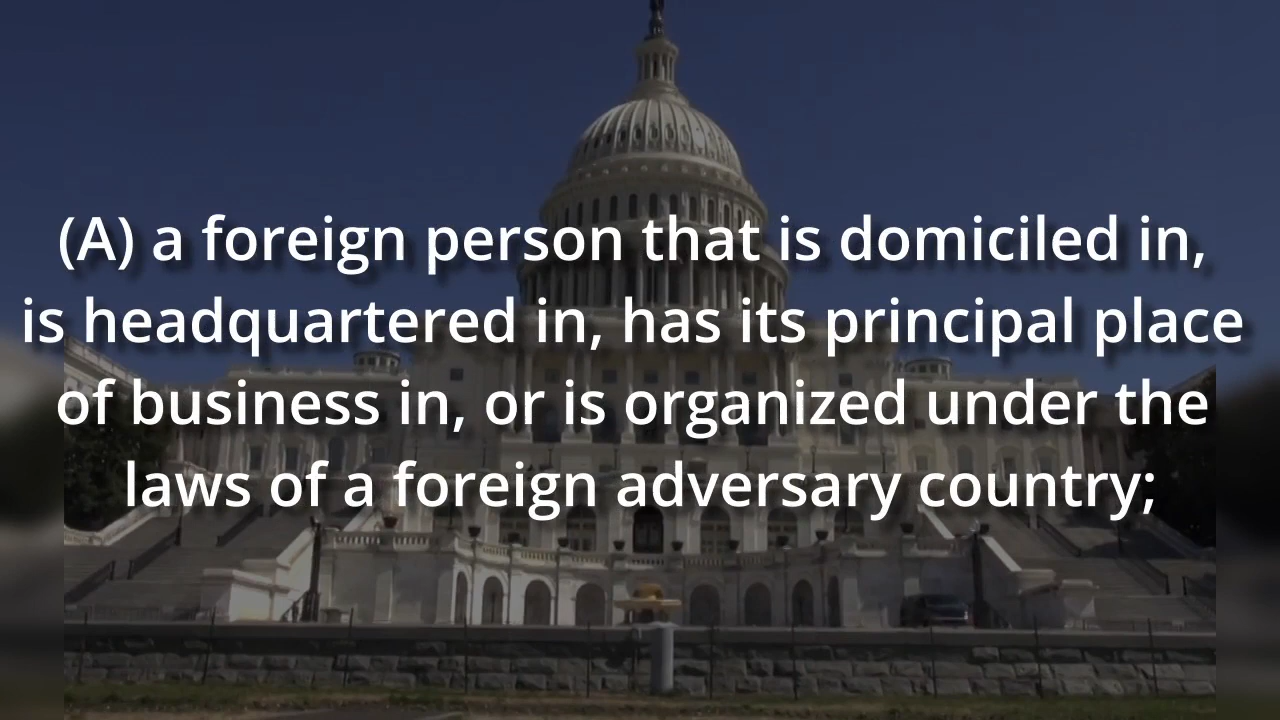 (A) a foreign person that is domiciled in,
is headquartered in, has its principal place
of business in, or is organized under the
laws of a foreign adversary country;